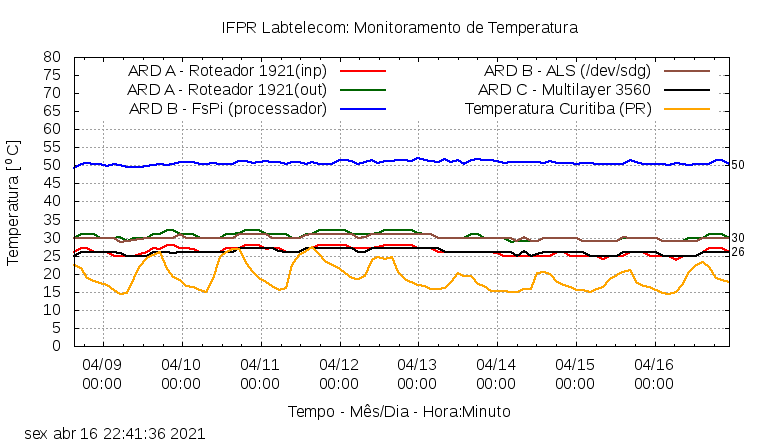 IFPR Labtelecom: Monitoramento de Temperatura
Temperatura [ºC]
80
75
70
65
60
55
50
45
40
35
30
25
20
15
10
5
0
ARD A - Roteador 1921(inp)
ARD A - Roteador 1921(out)
ARD B - FsPi (processador)
ARD B - ALS (/dev/sdg)
ARD C - Multilayer 3560
Temperatura Curitiba (PR)
50
30
26
04/09 04/10 04/11 04/12 04/13 04/14 04/15 04/16
00:00 00:00 00:00 00:00 00:00 00:00 00:00 00:00
Tempo - Mês/Dia - Hora:Minuto
sex abr 16 22:41:36 2021